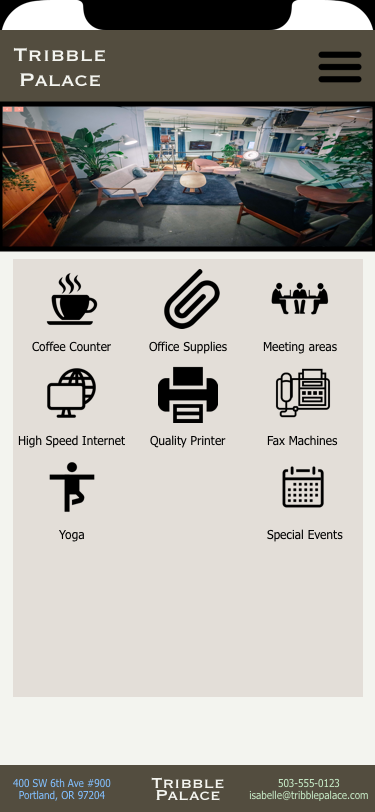 TRIBBLE
PALACE
Coffee Counter
Office Supplies
Meeting areas
High Speed Internet
Quality Printer
Fax Machines
Yoga
Special Events
400 SW 6th Ave #900
Portland, OR 97204
TRIBBLE
PALACE
503-555-0123
isabelle@tribblepalace.com